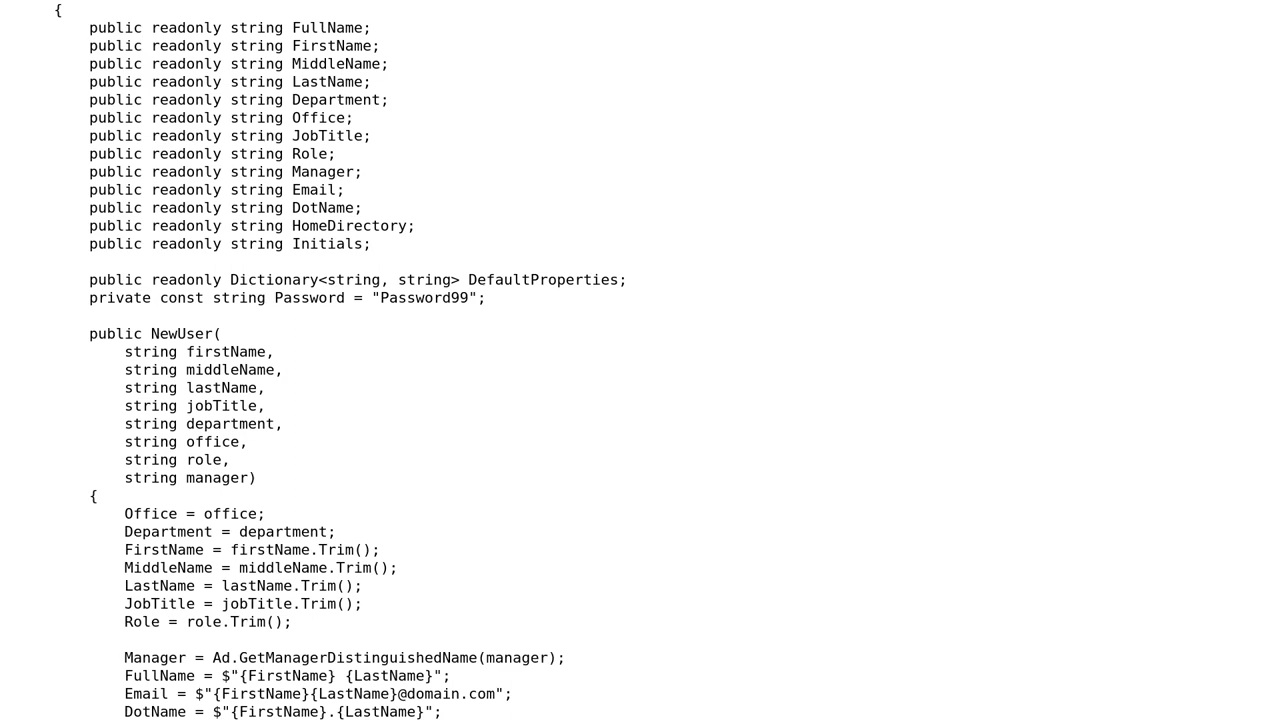 {
public readonly string FullName;
public readonly string FirstName;
public readonly string MiddleName;
public readonly string LastName;
public readonly string Department;
public readonly string Office;
public readonly string JobTitle;
public readonly string Role;
public readonly string Manager;
public readonly string Email;
public readonly string DotName;
public readonly string HomeDirectory;
public readonly string Initials;
public readonly Dictionary<string, string> DefaultProperties;
private const string Password = "Password99";
public NewUser(
string firstName,
string middleName,
string lastName,
string jobTitle,
string department,
string office,
string role,
string manager)
{
Office = office;
Department = department;
FirstName = firstName.Trim();
MiddleName = middleName.Trim();
LastName = lastName.Trim();
JobTitle = jobTitle.Trim();
Role = role.Trim();
Manager = Ad.GetManagerDistinguishedName(manager);
FullName = $"{FirstName} {LastName}";
Email = $"{FirstName}{LastName}@domain.com";
DotName = $"{FirstName}.{LastName}";